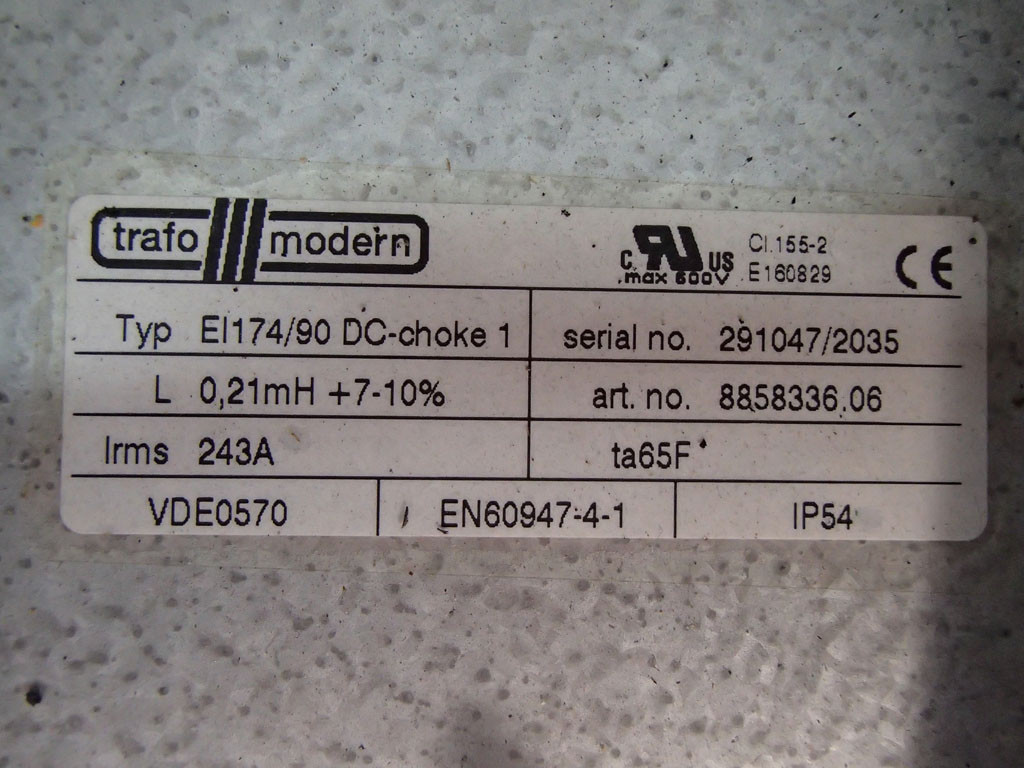 trafo modern
c RU US Cl.155-2
max 600V E160829 CE
Typ EI174/90 DC-choke 1 serial no. 291047/2035
L 0,21mH +7-10% art. no. 8858336.06
Irms 243A ta65F
VDE0570 EN60947-4-1 IP54